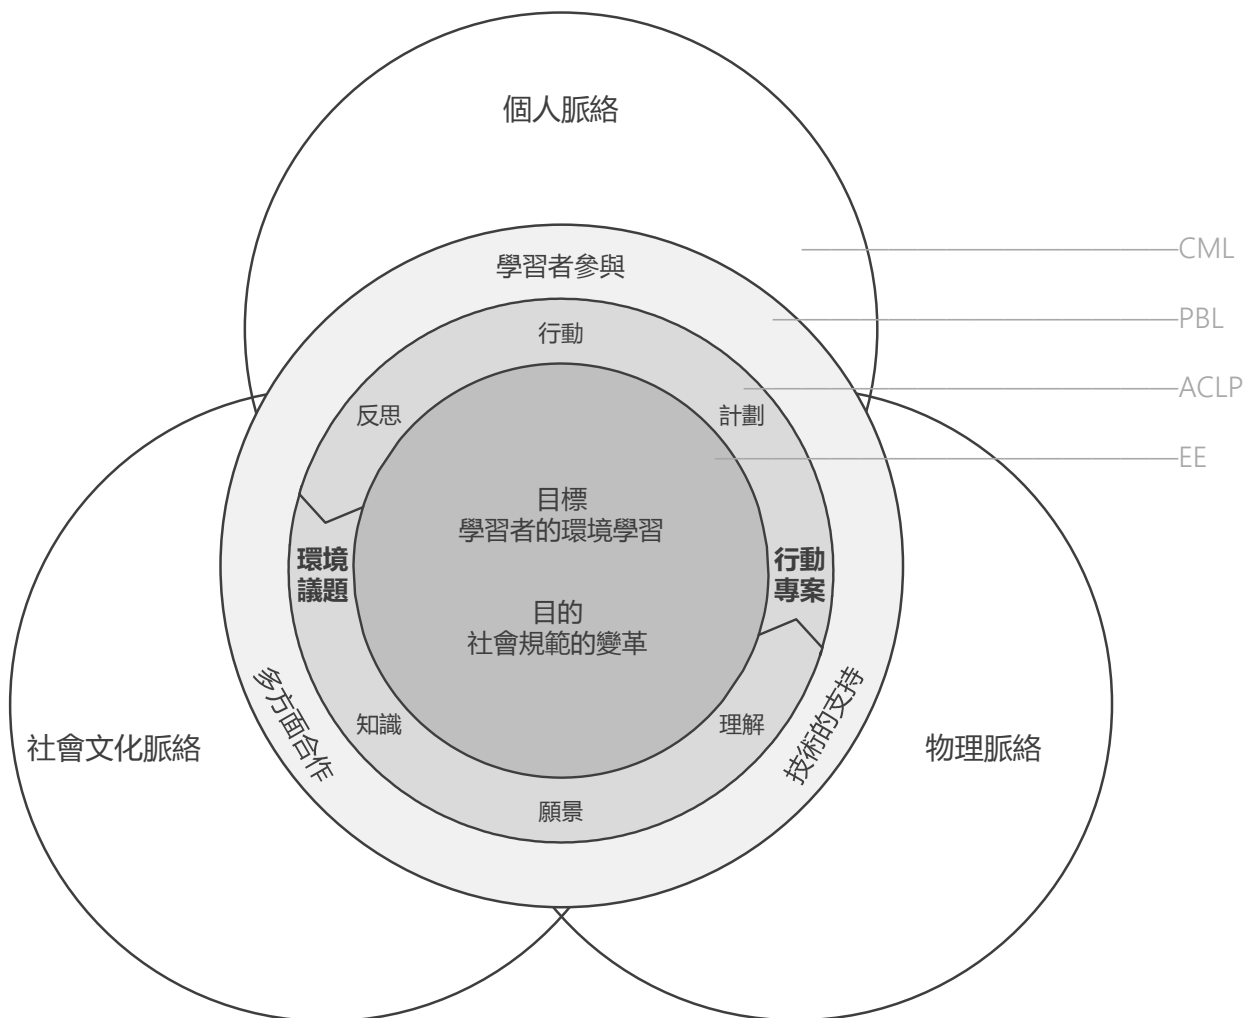 個人脈絡
CML
學習者參與
PBL
行動
ACLP
反思
計劃
EE
目標
學習者的環境學習
環境
議題
行動
專案
目的
社會規範的變革
多方面合作
技術的支持
知識
理解
社會文化脈絡
物理脈絡
願景